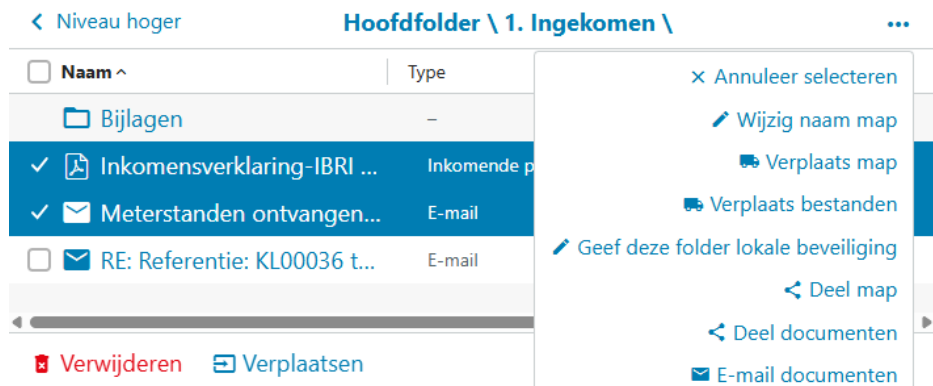 Niveau hoger
Hoofdfolder \ 1. Ingekomen \
Naam
Type
Annuleer selecteren
Bijlagen
–
Wijzig naam map
Inkomensverklaring-IBRI ...
Inkomende p
Verplaats map
Meterstanden ontvangen...
E-mail
Verplaats bestanden
RE: Referentie: KL00036 t...
E-mail
Geef deze folder lokale beveiliging
Deel map
Deel documenten
Verwijderen
Verplaatsen
E-mail documenten